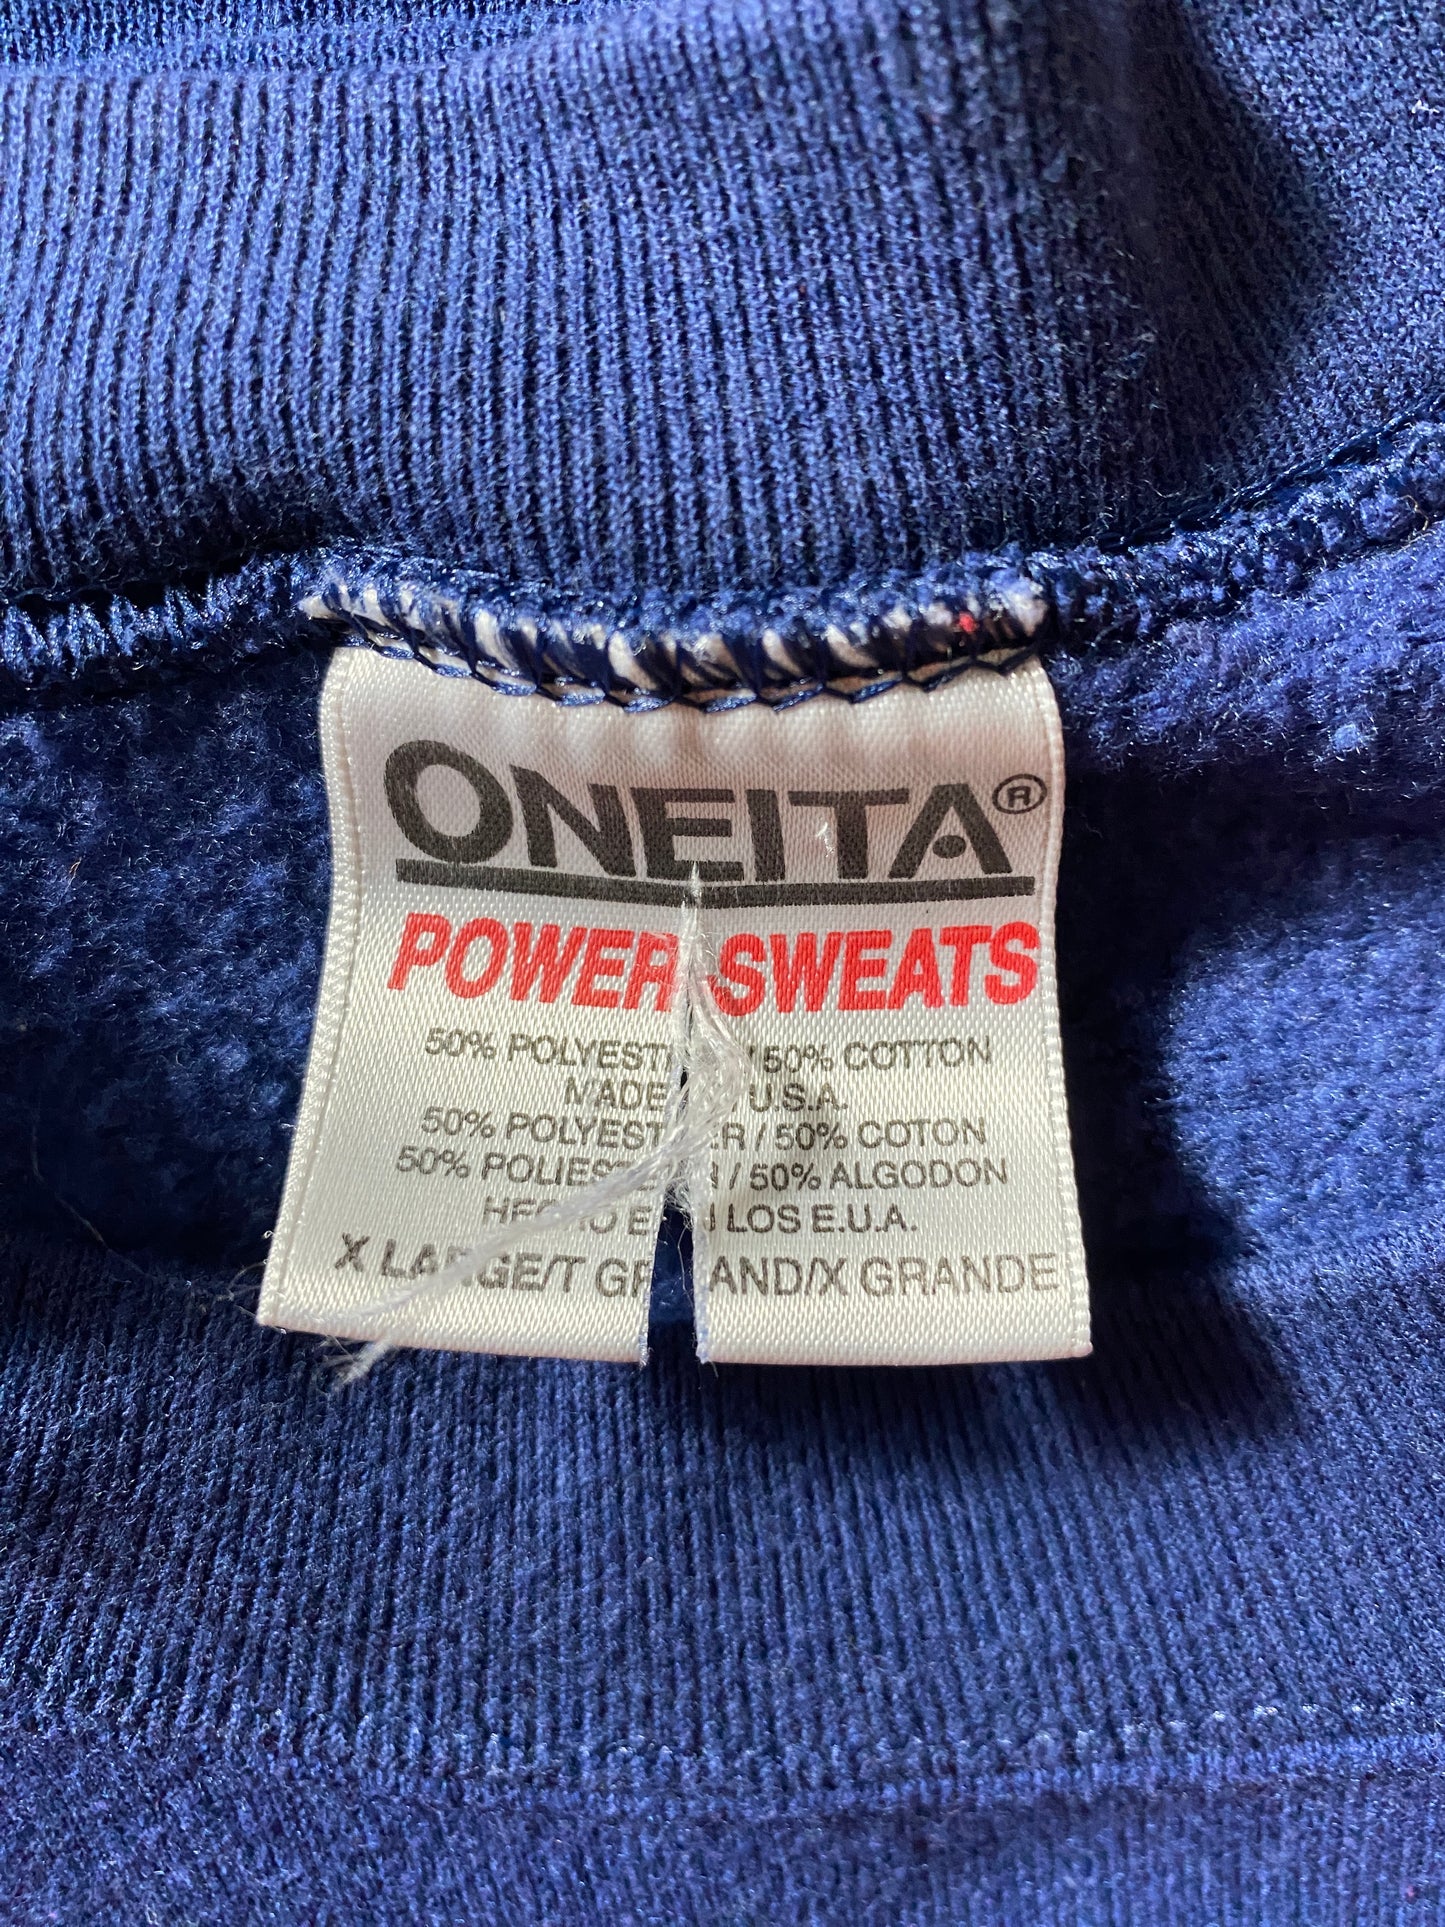 ONEITA®
POWER-SWEATS
50% POLYESTER / 50% COTTON
MADE IN U.S.A.
50% POLYESTER / 50% COTON
50% POLIESTER / 50% ALGODON
HECHO EN LOS E.U.A.
X LARGE/T GRAND/X GRANDE